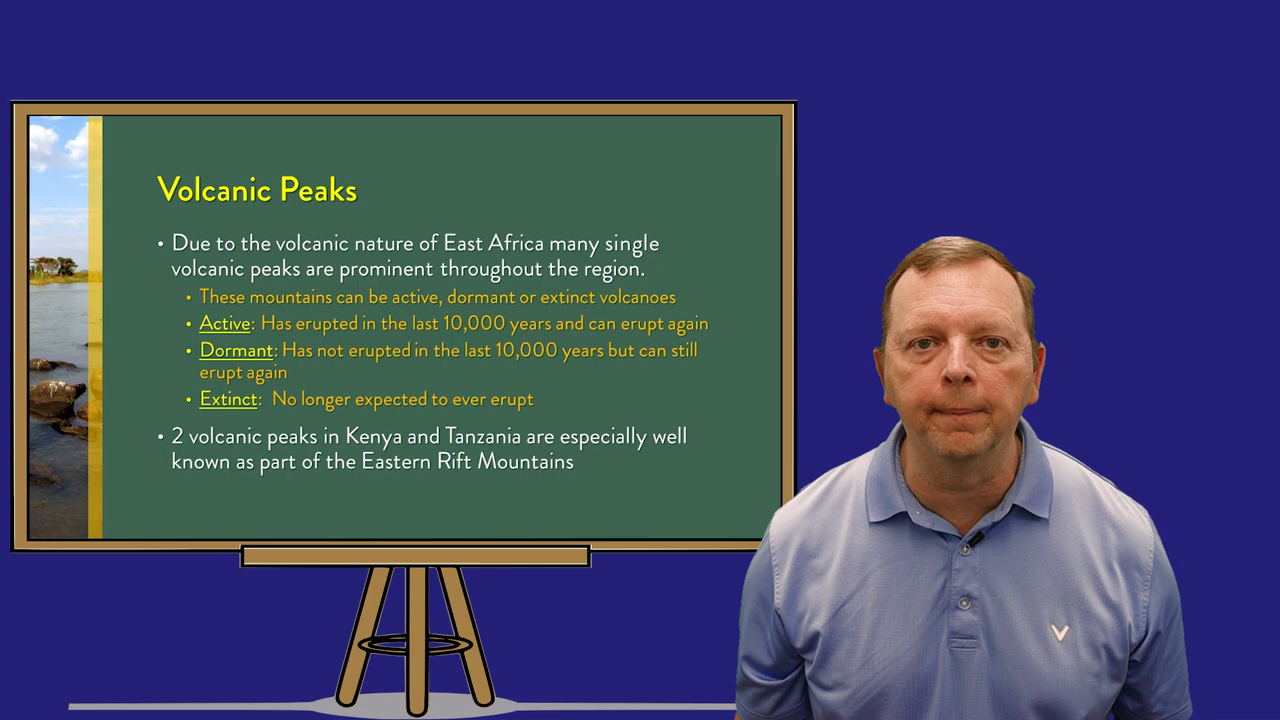 Volcanic Peaks
• Due to the volcanic nature of East Africa many single
volcanic peaks are prominent throughout the region.
• These mountains can be active, dormant or extinct volcanoes
• Active: Has erupted in the last 10,000 years and can erupt again
• Dormant: Has not erupted in the last 10,000 years but can still
erupt again
• Extinct:  No longer expected to ever erupt
• 2 volcanic peaks in Kenya and Tanzania are especially well
known as part of the Eastern Rift Mountains